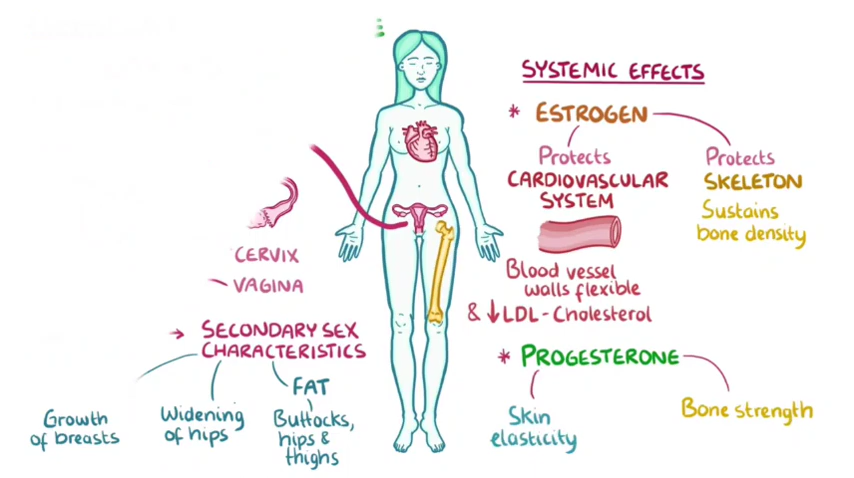 SYSTEMIC EFFECTS
* ESTROGEN
Protects
CARDIOVASCULAR
SYSTEM
Blood vessel
walls flexible
& ↓ LDL - Cholesterol
Protects
SKELETON
Sustains
bone density
* PROGESTERONE
Skin
elasticity
Bone strength
CERVIX
VAGINA
→ SECONDARY SEX
CHARACTERISTICS
Growth
of breasts
Widening
of hips
FAT
Buttocks,
hips &
thighs